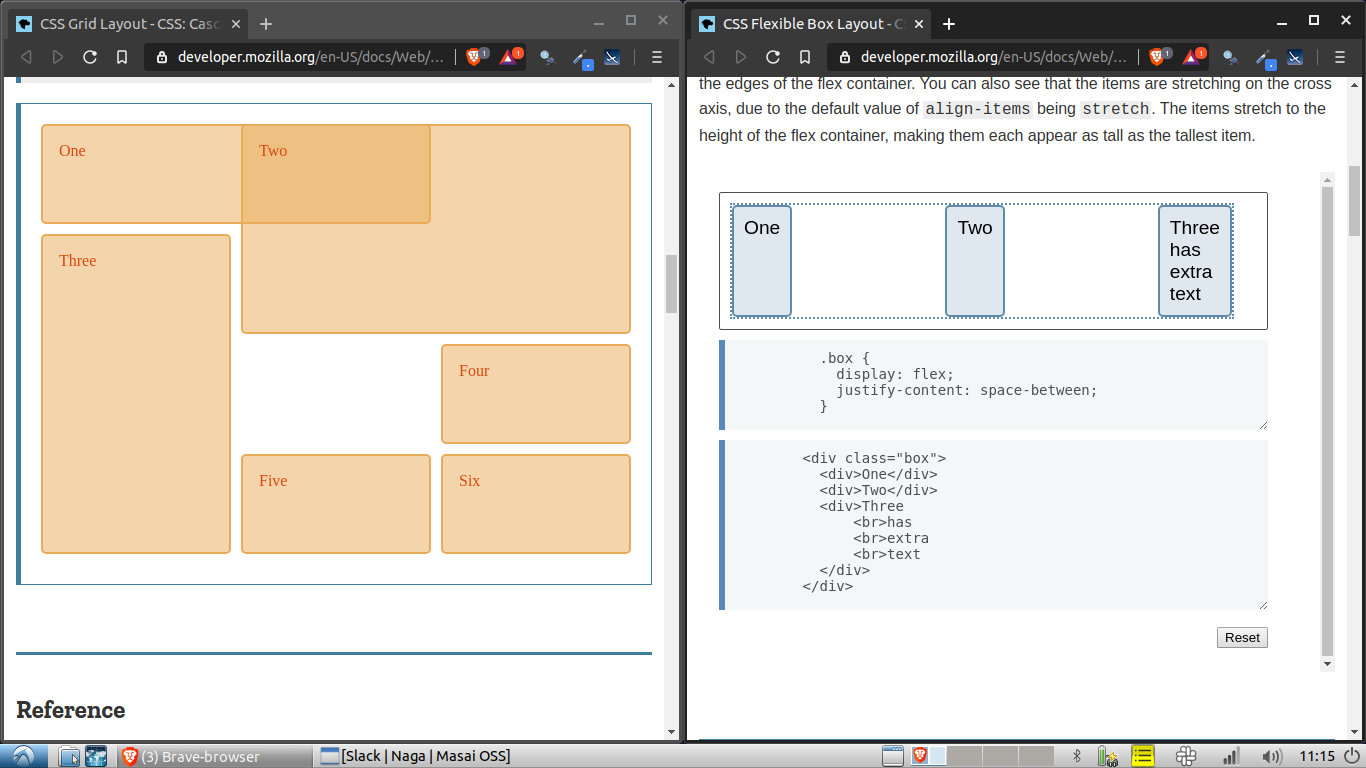 CSS Grid Layout - CSS: Casc
developer.mozilla.org/en-US/docs/Web/...
1
1
One
Two
Three
Four
Five
Six
Reference
CSS Flexible Box Layout - CS
developer.mozilla.org/en-US/docs/Web/...
1
1
the edges of the flex container. You can also see that the items are stretching on the cross
axis, due to the default value of align-items being stretch. The items stretch to the
height of the flex container, making them each appear as tall as the tallest item.
One
Two
Three
has
extra
text
.box {
display: flex;
justify-content: space-between;
}
<div class="box">
<div>One</div>
<div>Two</div>
<div>Three
<br>has
<br>extra
<br>text
</div>
</div>
Reset
(3) Brave-browser
[Slack | Naga | Masai OSS]
11:15